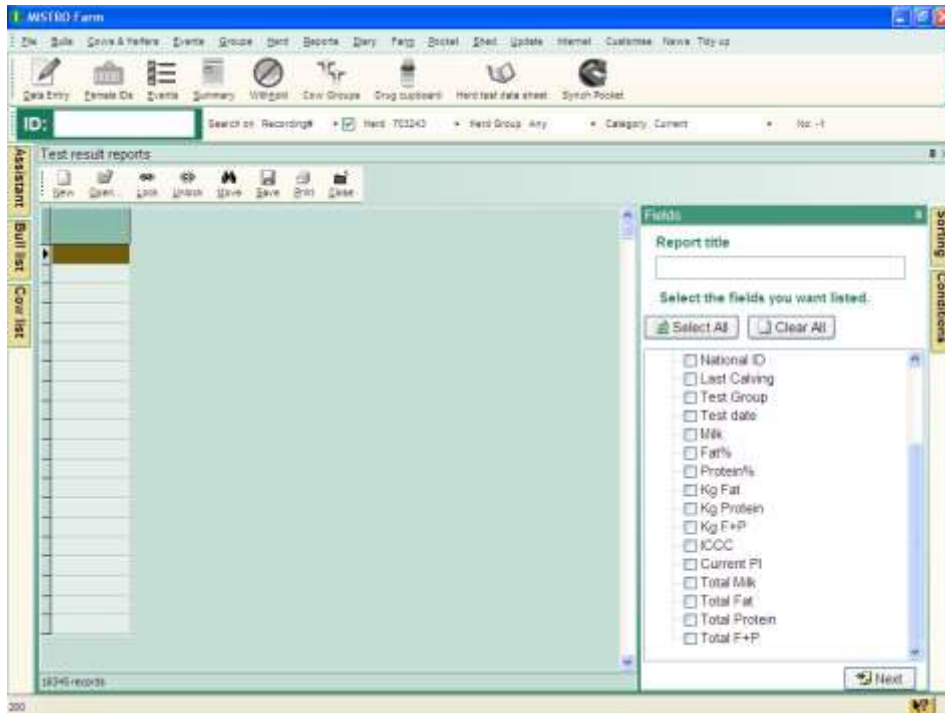 MISTRO Farm
File Bulls Cows & Heifers Events Groups Herd Reports Diary Farm Pocket Shed Update Internet Customise News Tidy up
Data Entry Female IDs Events Summary Withhold Cow Groups Drug cupboard Herd test data sheet Synch Pocket
ID: Search on Recording# Herd 703243 Herd Group Any Category Current No: -1
Test result reports
New Open Lock Unlock Move Save Print Close
Assistant
Bull list
Cow list
Fields
Report title
Select the fields you want listed.
Select All Clear All
National ID
Last Calving
Test Group
Test date
Milk
Fat%
Protein%
Kg Fat
Kg Protein
Kg F+P
ICCC
Current PI
Total Milk
Total Fat
Total Protein
Total F+P
Next
Sorting
Conditions
records
200